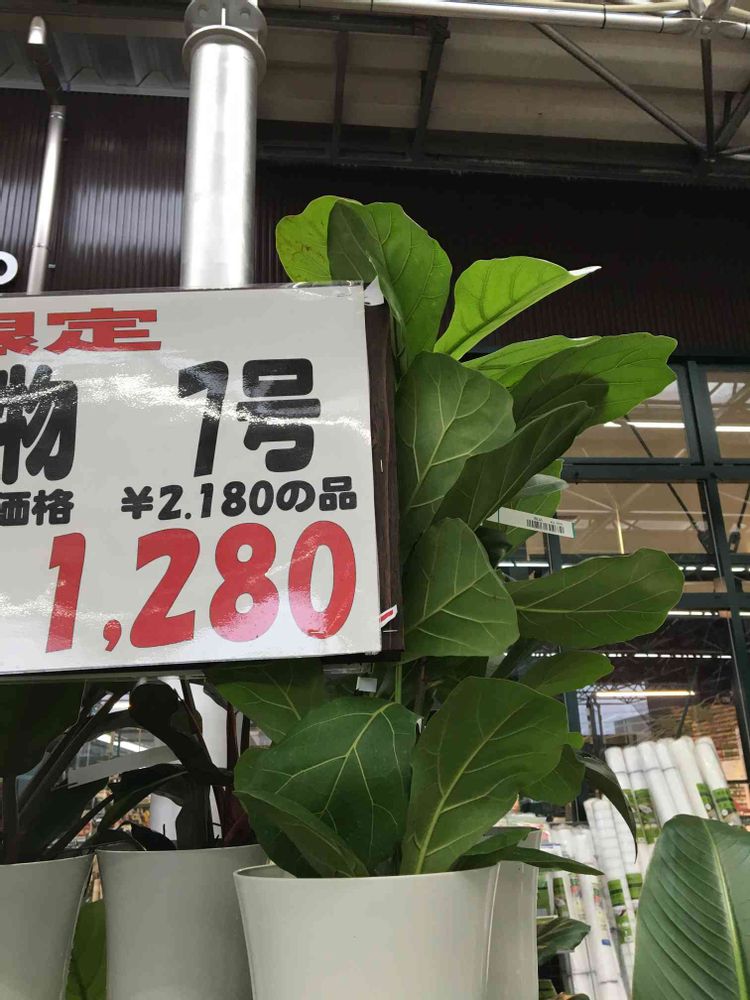 限定
物 7号
価格 ¥2.180の品
1,280